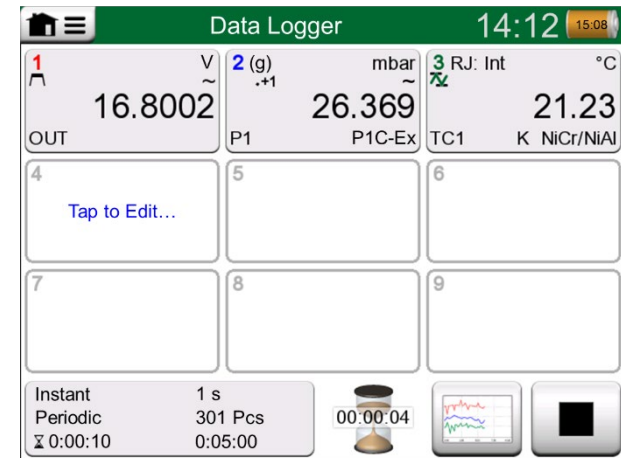 Data Logger 14:12 15:08
1 V
~
16.8002
OUT
2 (g) mbar
.+1 ~
26.369
P1 P1C-Ex
3 RJ: Int °C
21.23
TC1 K NiCr/NiAl
4
Tap to Edit...
5
6
7
8
9
Instant 1 s
Periodic 301 Pcs
0:00:10 0:05:00
00:00:04